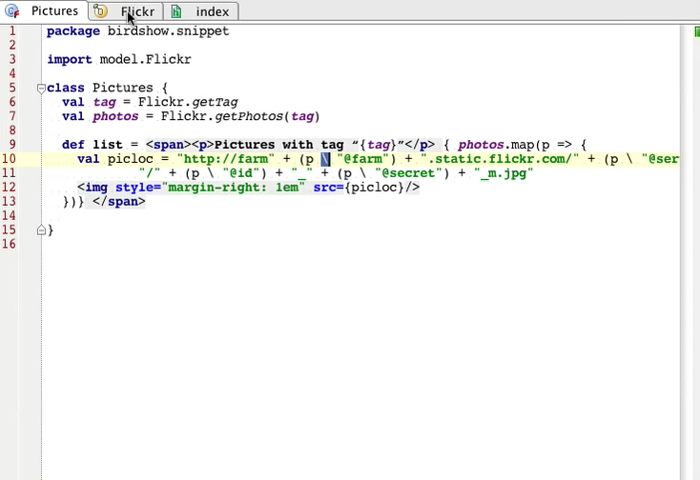 Pictures Flickr index
1 package birdshow.snippet
2
3 import model.Flickr
4
5 class Pictures {
6 val tag = Flickr.getTag
7 val photos = Flickr.getPhotos(tag)
8
9 def list = <span><p>Pictures with tag “{tag}”</p> { photos.map(p => {
10 val picloc = "http://farm" + (p \ "@farm") + ".static.flickr.com/" + (p \ "@ser
11 "/" + (p \ "@id") + "_" + (p \ "@secret") + "_m.jpg"
12 <img style="margin-right: 1em" src={picloc}/>
13 })} </span>
14
15 }
16